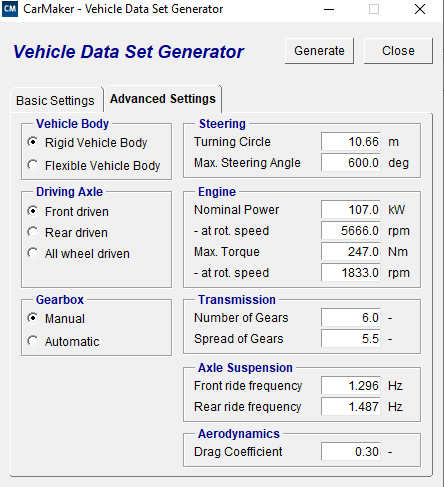 CM CarMaker - Vehicle Data Set Generator
Vehicle Data Set Generator
Generate
Close
Basic Settings
Advanced Settings
Vehicle Body
Rigid Vehicle Body
Flexible Vehicle Body
Driving Axle
Front driven
Rear driven
All wheel driven
Gearbox
Manual
Automatic
Steering
Turning Circle 10.66 m
Max. Steering Angle 600.0 deg
Engine
Nominal Power 107.0 kW
- at rot. speed 5666.0 rpm
Max. Torque 247.0 Nm
- at rot. speed 1833.0 rpm
Transmission
Number of Gears 6.0 -
Spread of Gears 5.5 -
Axle Suspension
Front ride frequency 1.296 Hz
Rear ride frequency 1.487 Hz
Aerodynamics
Drag Coefficient 0.30 -